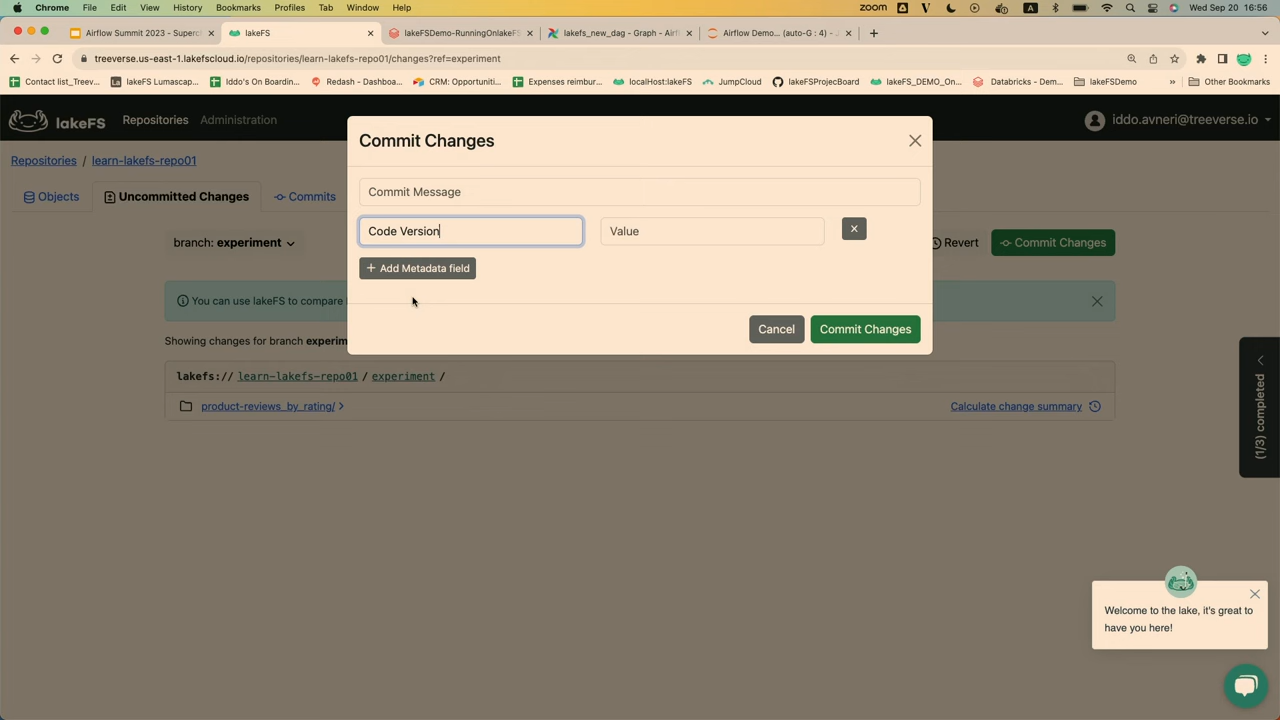 Chrome File Edit View History Bookmarks Profiles Tab Window Help zoom A Wed Sep 20 16:56
Airflow Summit 2023 - Superc lakeFS lakeFSDemo-RunningOnlakeFS lakefs_new_dag - Graph - Airf Airflow Demo... (auto-G : 4) - J
treeverse.us-east-1.lakefscloud.io/repositories/learn-lakefs-repo01/changes?ref=experiment
Contact list_Treev... lakeFS Lumascap... Iddo's On Boardin... Redash - Dashboa... CRM: Opportuniti... Expenses reimbur... localHost:lakeFS JumpCloud lakeFS_DEMO_On... lakeFSProjecBoard Databricks - Dem... lakeFSDemo Other Bookmarks
lakeFS Repositories Administration iddo.avneri@treeverse.io
Repositories / learn-lakefs-repo01
Objects Uncommitted Changes Commits
branch: experiment Revert Commit Changes
Commit Changes
Commit Message
Code Version Value X
+ Add Metadata field
Cancel Commit Changes
You can use lakeFS to compare
Showing changes for branch experim
lakefs:// learn-lakefs-repo01 / experiment /
product-reviews_by_rating/ Calculate change summary
(1/3) completed
Welcome to the lake, it's great to
have you here!